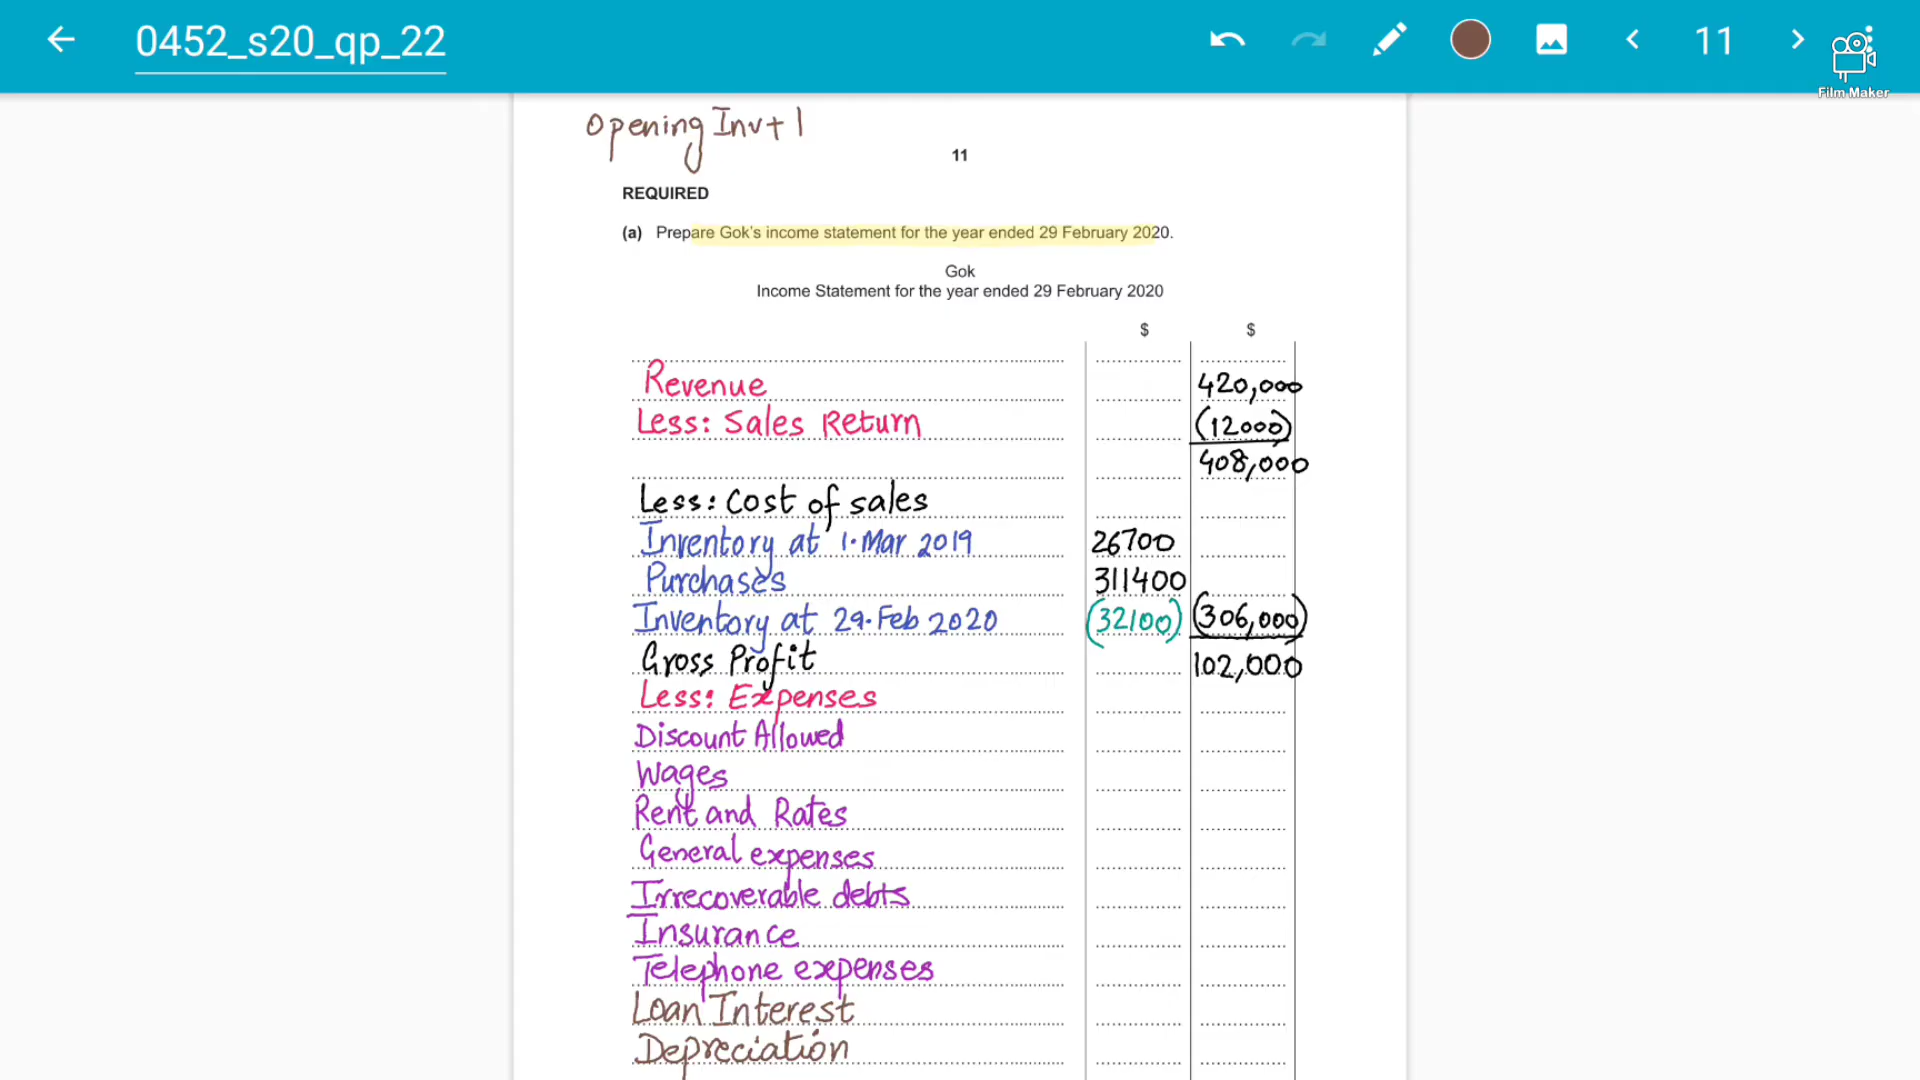 0452_s20_qp_22
11
Film Maker
Opening Invt
11
REQUIRED
(a) Prepare Gok's income statement for the year ended 29 February 2020.
Gok
Income Statement for the year ended 29 February 2020
$ $
Revenue 420,000
Less: Sales Return (12000)
408,000
Less: Cost of sales
Inventory at 1.Mar 2019 26700
Purchases 311400
Inventory at 29.Feb 2020 (32100) (306,000)
Gross Profit 102,000
Less: Expenses
Discount Allowed
Wages
Rent and Rates
General expenses
Irrecoverable debts
Insurance
Telephone expenses
Loan Interest
Depreciation